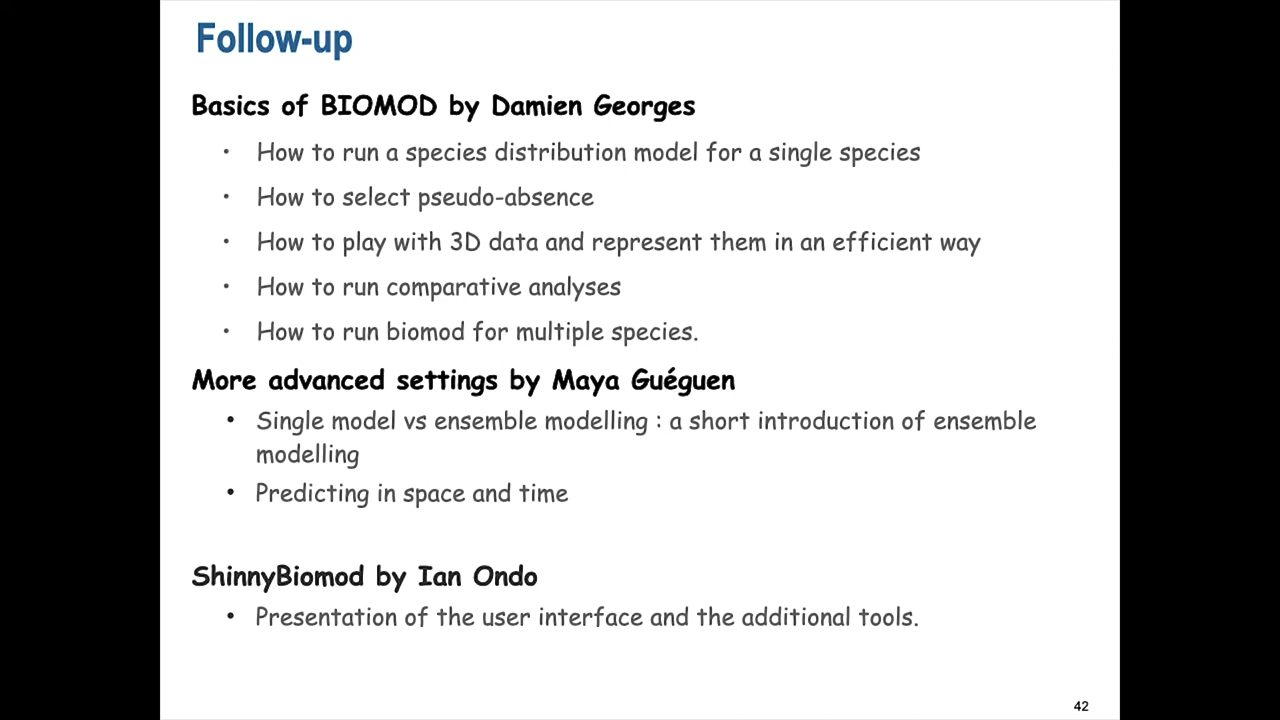 Follow-up
Basics of BIOMOD by Damien Georges
• How to run a species distribution model for a single species
• How to select pseudo-absence
• How to play with 3D data and represent them in an efficient way
• How to run comparative analyses
• How to run biomod for multiple species.
More advanced settings by Maya Guéguen
• Single model vs ensemble modelling : a short introduction of ensemble
modelling
• Predicting in space and time
ShinnyBiomod by Ian Ondo
• Presentation of the user interface and the additional tools.
42